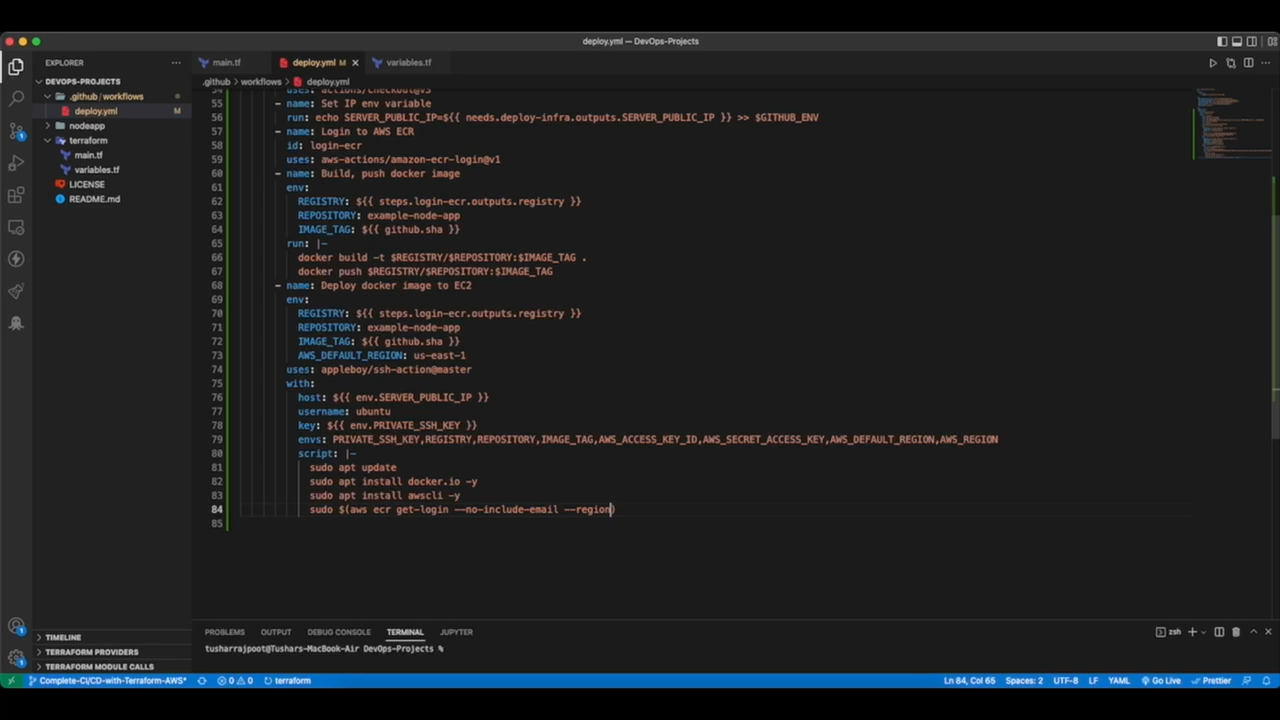 deploy.yml — DevOps-Projects
EXPLORER
DEVOPS-PROJECTS
.github/workflows
deploy.yml M
nodeapp
terraform
main.tf
variables.tf
LICENSE
README.md
TIMELINE
TERRAFORM PROVIDERS
TERRAFORM MODULE CALLS
main.tf
deploy.yml M
variables.tf
.github > workflows > deploy.yml
54 uses: actions/checkout@v3
55 - name: Set IP env variable
56 run: echo SERVER_PUBLIC_IP=${{ needs.deploy-infra.outputs.SERVER_PUBLIC_IP }} >> $GITHUB_ENV
57 - name: Login to AWS ECR
58 id: login-ecr
59 uses: aws-actions/amazon-ecr-login@v1
60 - name: Build, push docker image
61 env:
62 REGISTRY: ${{ steps.login-ecr.outputs.registry }}
63 REPOSITORY: example-node-app
64 IMAGE_TAG: ${{ github.sha }}
65 run: |-
66 docker build -t $REGISTRY/$REPOSITORY:$IMAGE_TAG .
67 docker push $REGISTRY/$REPOSITORY:$IMAGE_TAG
68 - name: Deploy docker image to EC2
69 env:
70 REGISTRY: ${{ steps.login-ecr.outputs.registry }}
71 REPOSITORY: example-node-app
72 IMAGE_TAG: ${{ github.sha }}
73 AWS_DEFAULT_REGION: us-east-1
74 uses: appleboy/ssh-action@master
75 with:
76 host: ${{ env.SERVER_PUBLIC_IP }}
77 username: ubuntu
78 key: ${{ env.PRIVATE_SSH_KEY }}
79 envs: PRIVATE_SSH_KEY,REGISTRY,REPOSITORY,IMAGE_TAG,AWS_ACCESS_KEY_ID,AWS_SECRET_ACCESS_KEY,AWS_DEFAULT_REGION,AWS_REGION
80 script: |-
81 sudo apt update
82 sudo apt install docker.io -y
83 sudo apt install awscli -y
84 sudo $(aws ecr get-login --no-include-email --region)
85
PROBLEMS OUTPUT DEBUG CONSOLE TERMINAL JUPYTER
zsh
tusharrajpoot@Tushars-MacBook-Air DevOps-Projects %
Complete-CI/CD-with-Terraform-AWS* 0 0 terraform
Ln 84, Col 65 Spaces: 2 UTF-8 LF YAML Go Live Prettier